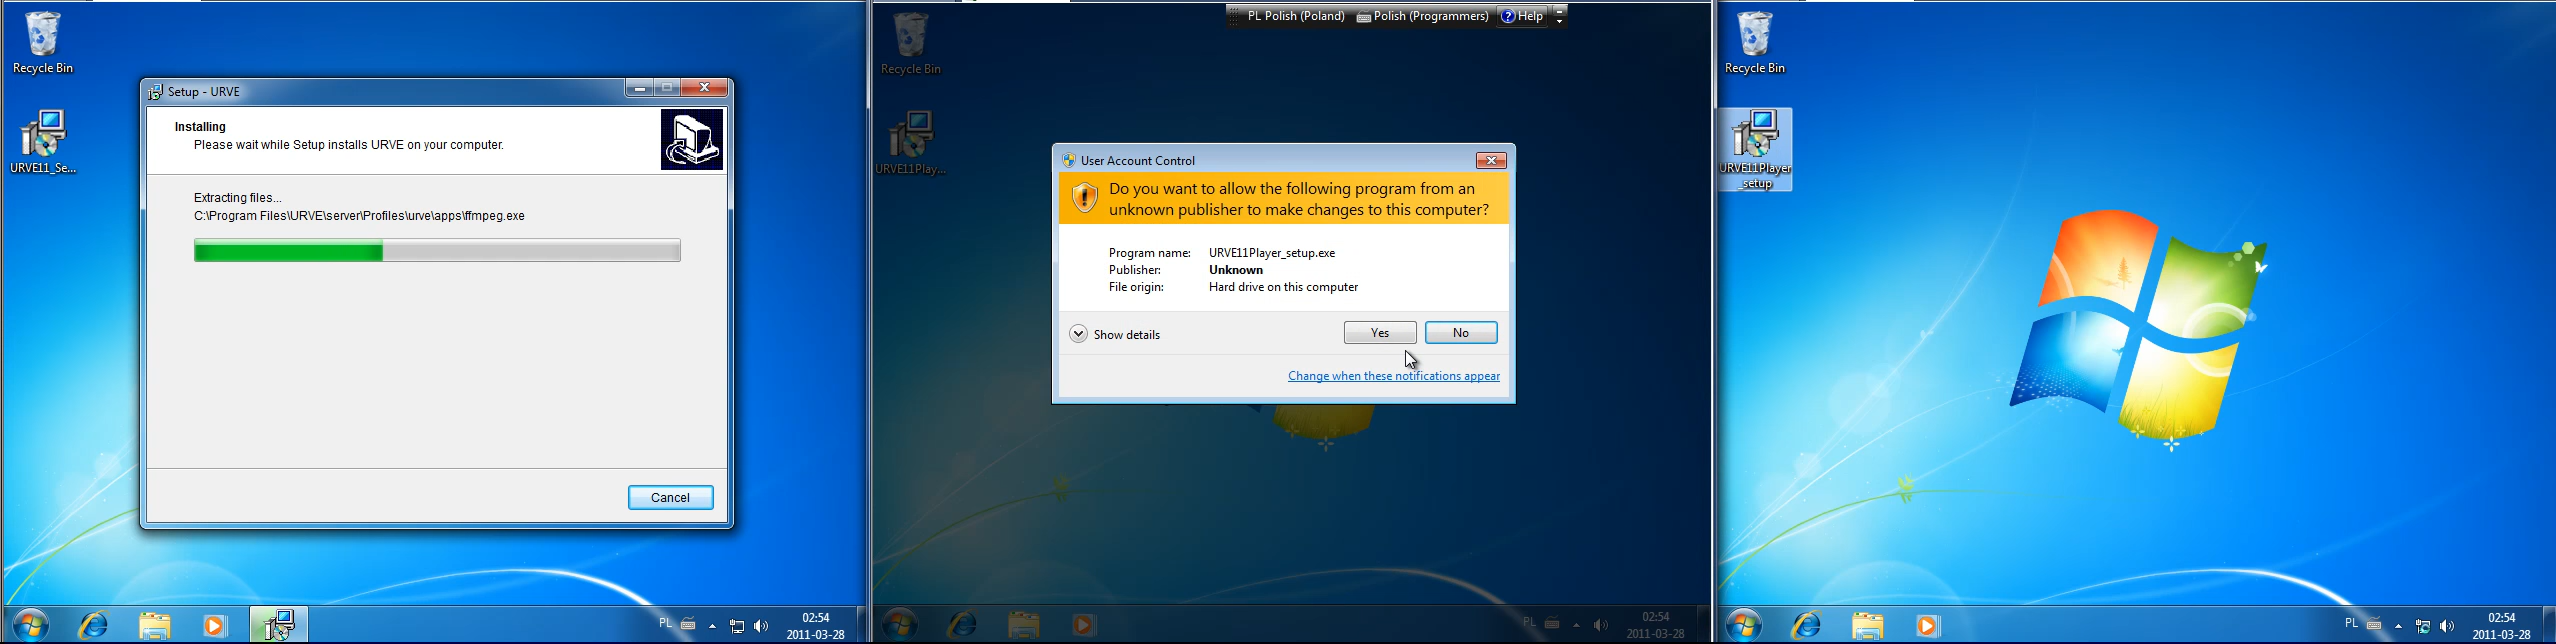 Recycle Bin
URVE11_Se...
Setup - URVE
Installing
Please wait while Setup installs URVE on your computer.
Extracting files...
C:\Program Files\URVE\server\Profiles\urve\apps\ffmpeg.exe
Cancel
PL
02:54
2011-03-28
PL Polish (Poland) Polish (Programmers) Help
Recycle Bin
URVE11Play...
User Account Control
Do you want to allow the following program from an
unknown publisher to make changes to this computer?
Program name: URVE11Player_setup.exe
Publisher: Unknown
File origin: Hard drive on this computer
Show details
Yes
No
Change when these notifications appear
PL
02:54
2011-03-28
Recycle Bin
URVE11Player
_setup
PL
02:54
2011-03-28